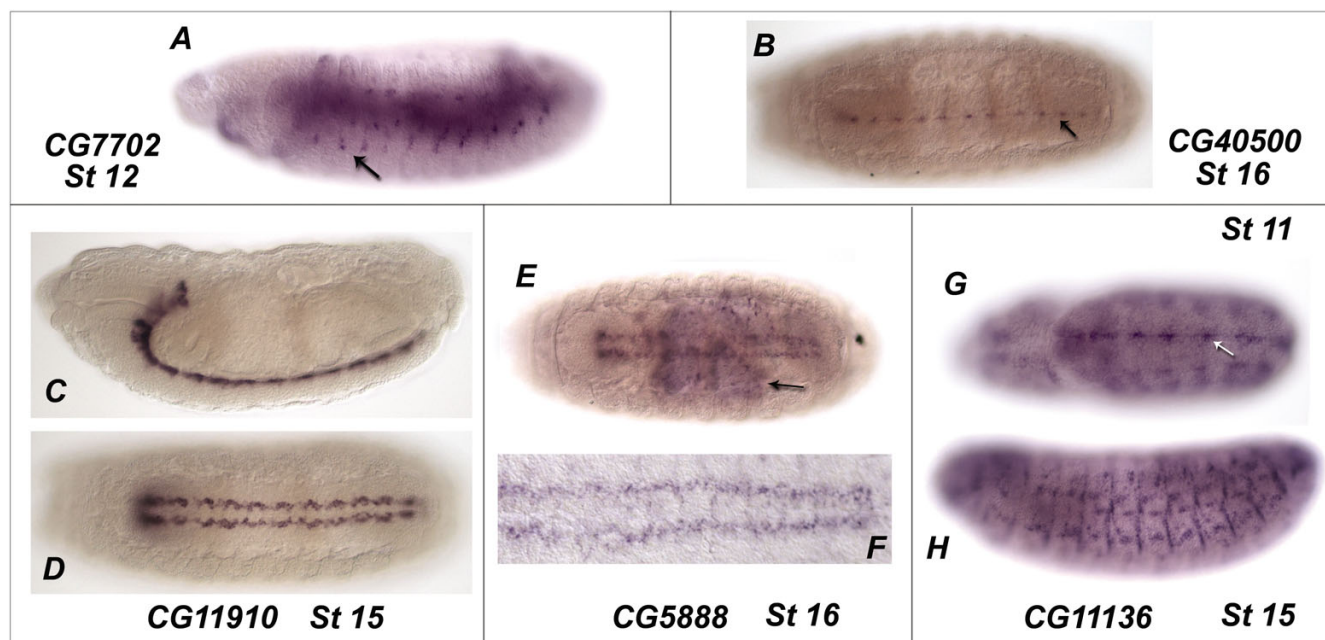 A
CG7702
St 12
B
CG40500
St 16
C
D
CG11910 St 15
E
F
CG5888 St 16
St 11
G
H
CG11136 St 15